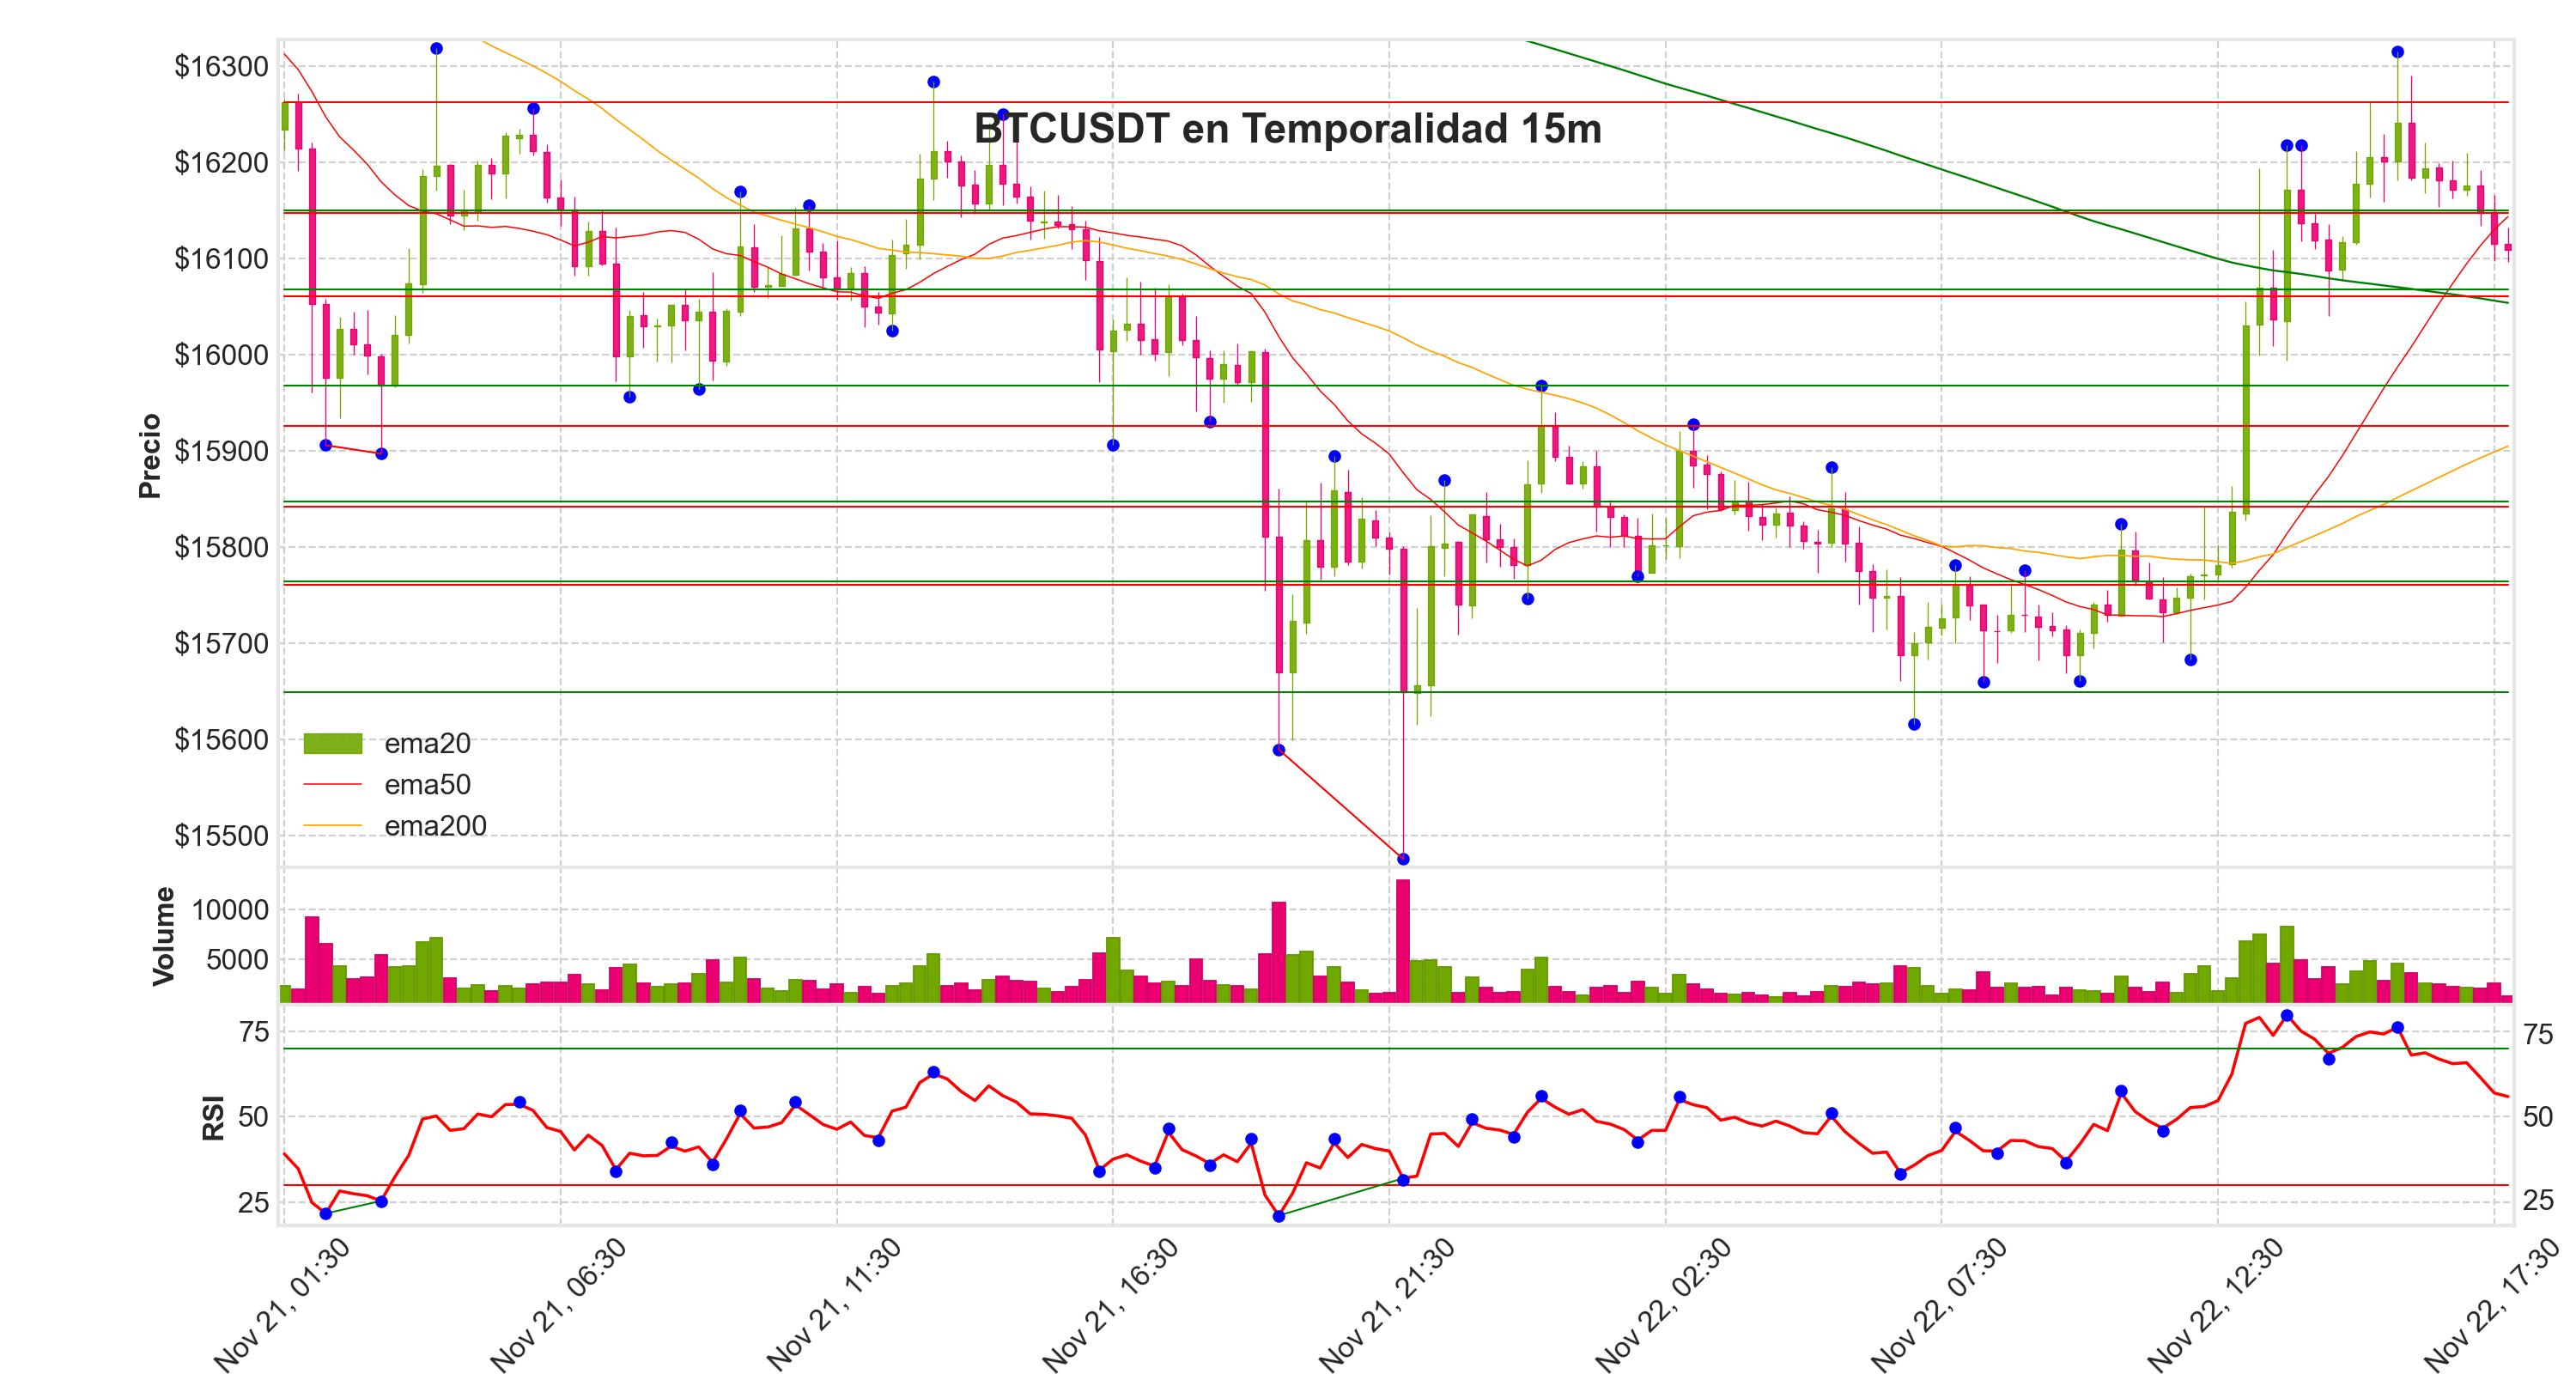 BTCUSDT en Temporalidad 15m
Precio
$16300
$16200
$16100
$16000
$15900
$15800
$15700
$15600
$15500
ema20
ema50
ema200
Volume
10000
5000
RSI
75
50
25
75
50
25
Nov 21, 01:30
Nov 21, 06:30
Nov 21, 11:30
Nov 21, 16:30
Nov 21, 21:30
Nov 22, 02:30
Nov 22, 07:30
Nov 22, 12:30
Nov 22, 17:30